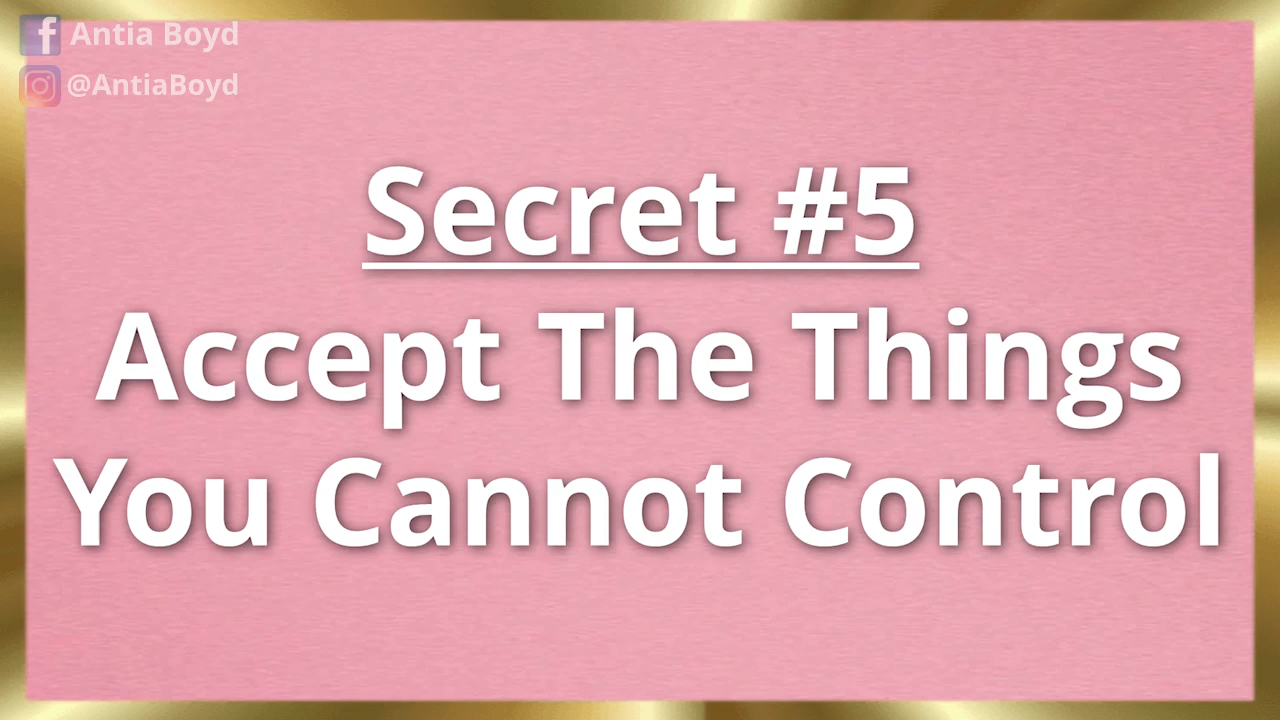 Antia Boyd
@AntiaBoyd
Secret #5
Accept The Things
You Cannot Control